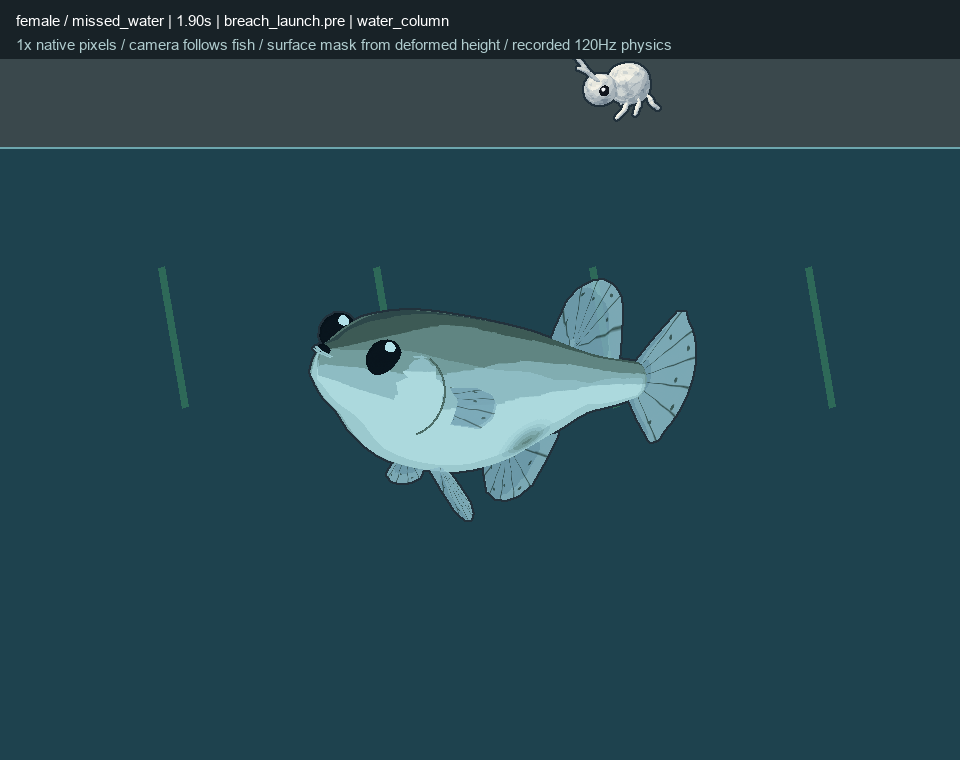 female / missed_water | 1.90s | breach_launch.pre | water_column
1x native pixels / camera follows fish / surface mask from deformed height / recorded 120Hz physics